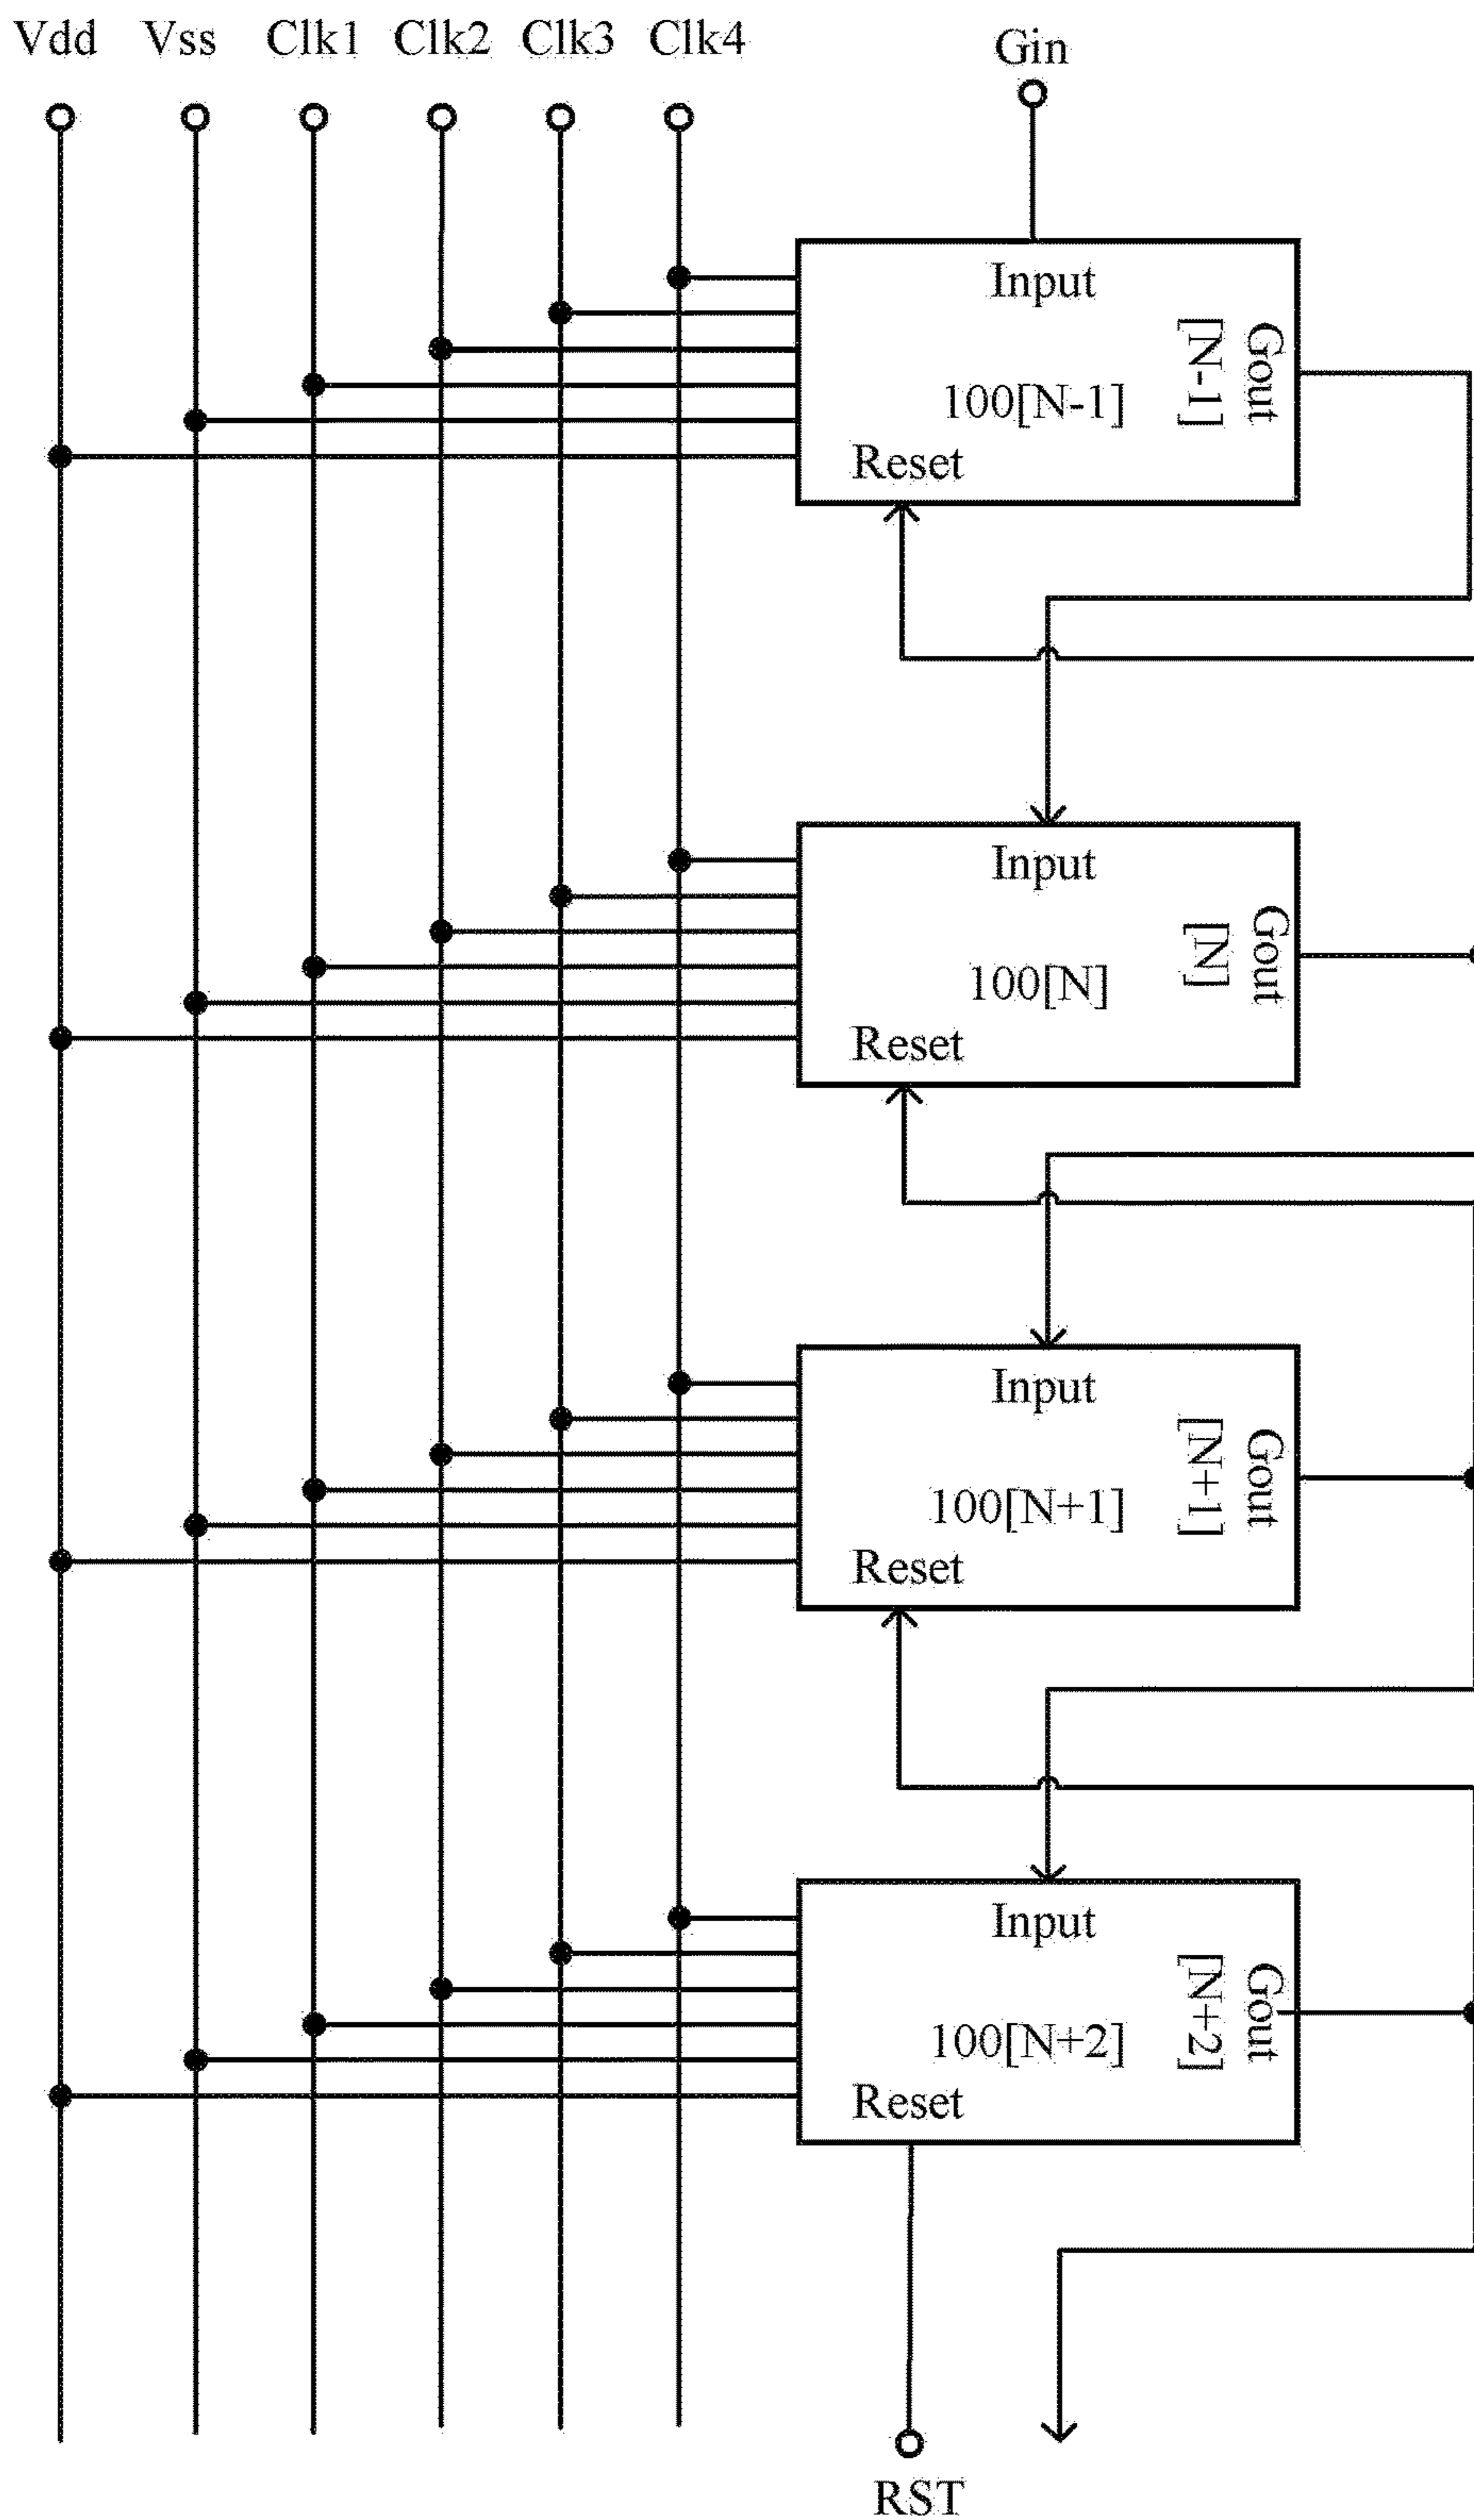 Vdd Vss Clk1 Clk2 Clk3 Clk4 Gin
Input
Gout
[N-1]
100[N-1]
Reset
Input
Gout
[N]
100[N]
Reset
Input
Gout
[N+1]
100[N+1]
Reset
Input
Gout
[N+2]
100[N+2]
Reset
RST